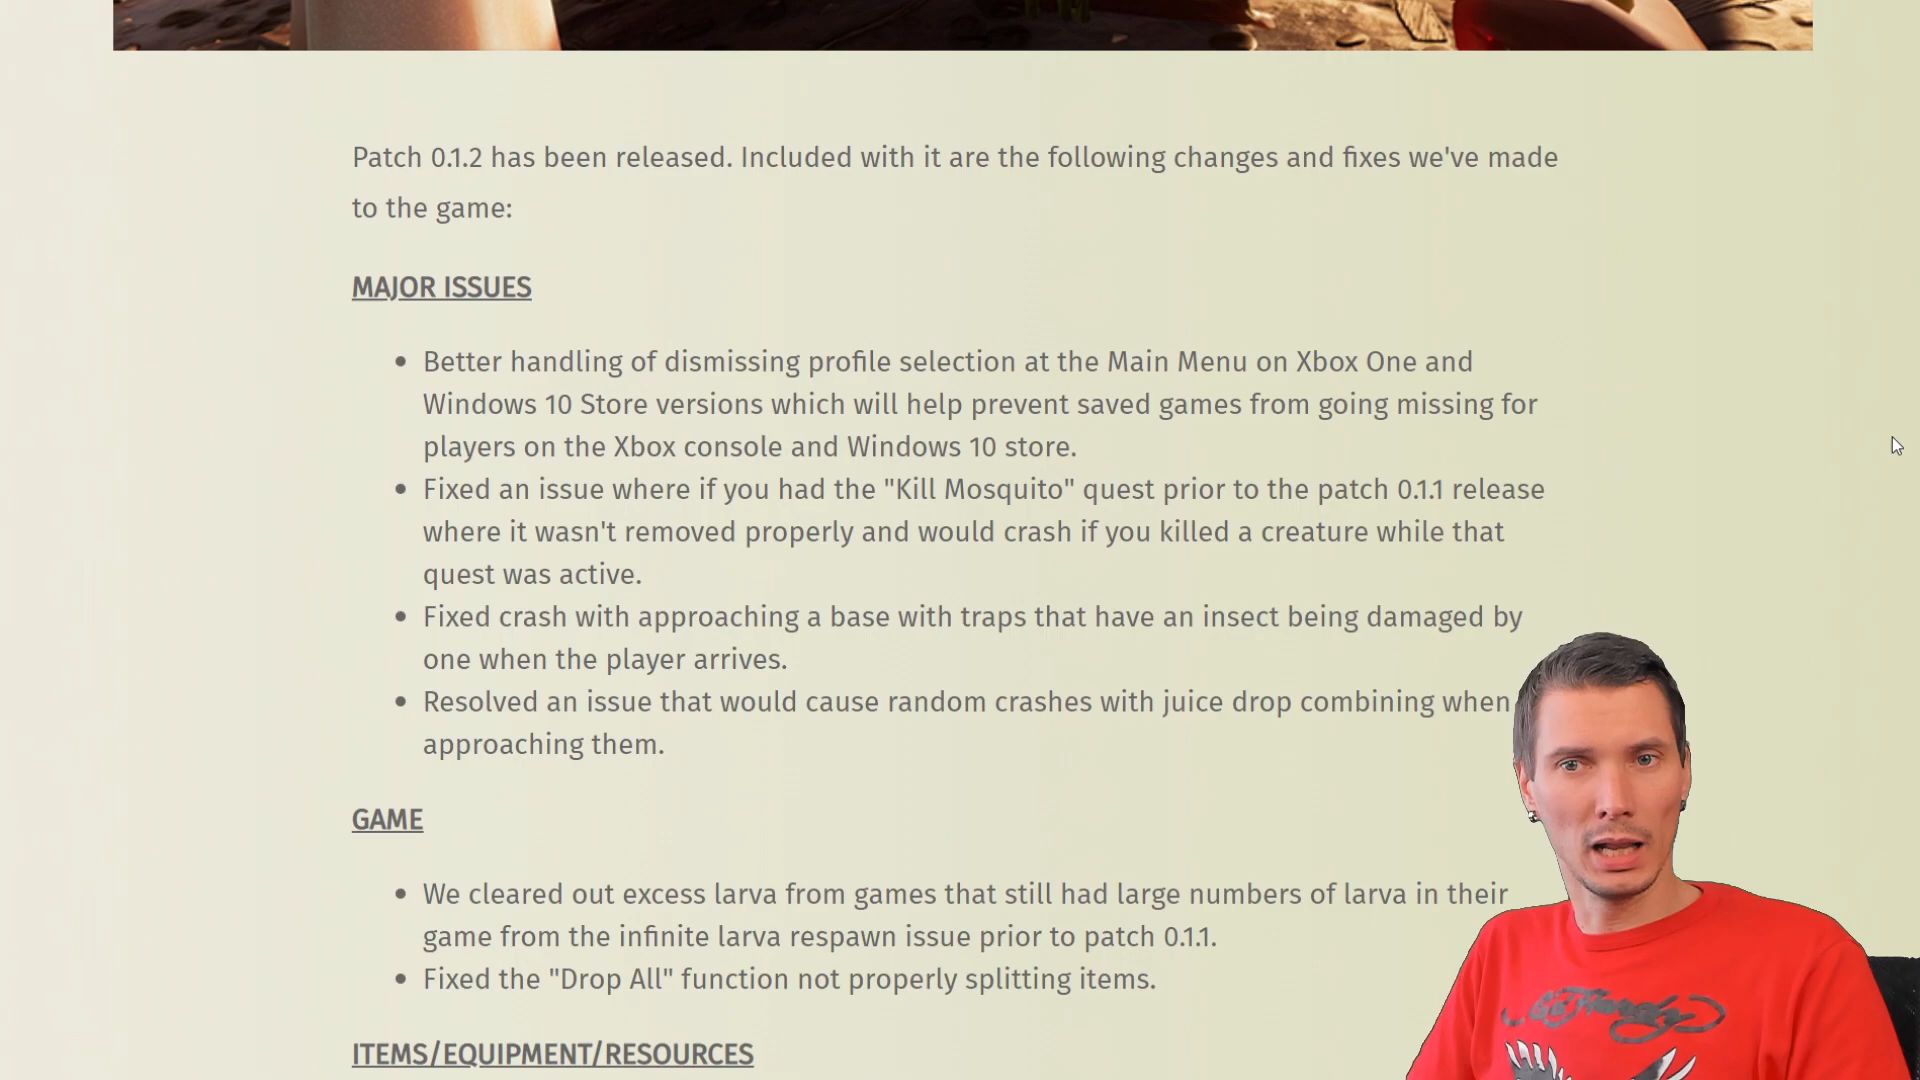 Patch 0.1.2 has been released. Included with it are the following changes and fixes we've made
to the game:
MAJOR ISSUES
Better handling of dismissing profile selection at the Main Menu on Xbox One and
Windows 10 Store versions which will help prevent saved games from going missing for
players on the Xbox console and Windows 10 store.
Fixed an issue where if you had the "Kill Mosquito" quest prior to the patch 0.1.1 release
where it wasn't removed properly and would crash if you killed a creature while that
quest was active.
Fixed crash with approaching a base with traps that have an insect being damaged by
one when the player arrives.
Resolved an issue that would cause random crashes with juice drop combining when
approaching them.
GAME
We cleared out excess larva from games that still had large numbers of larva in their
game from the infinite larva respawn issue prior to patch 0.1.1.
Fixed the "Drop All" function not properly splitting items.
ITEMS/EQUIPMENT/RESOURCES